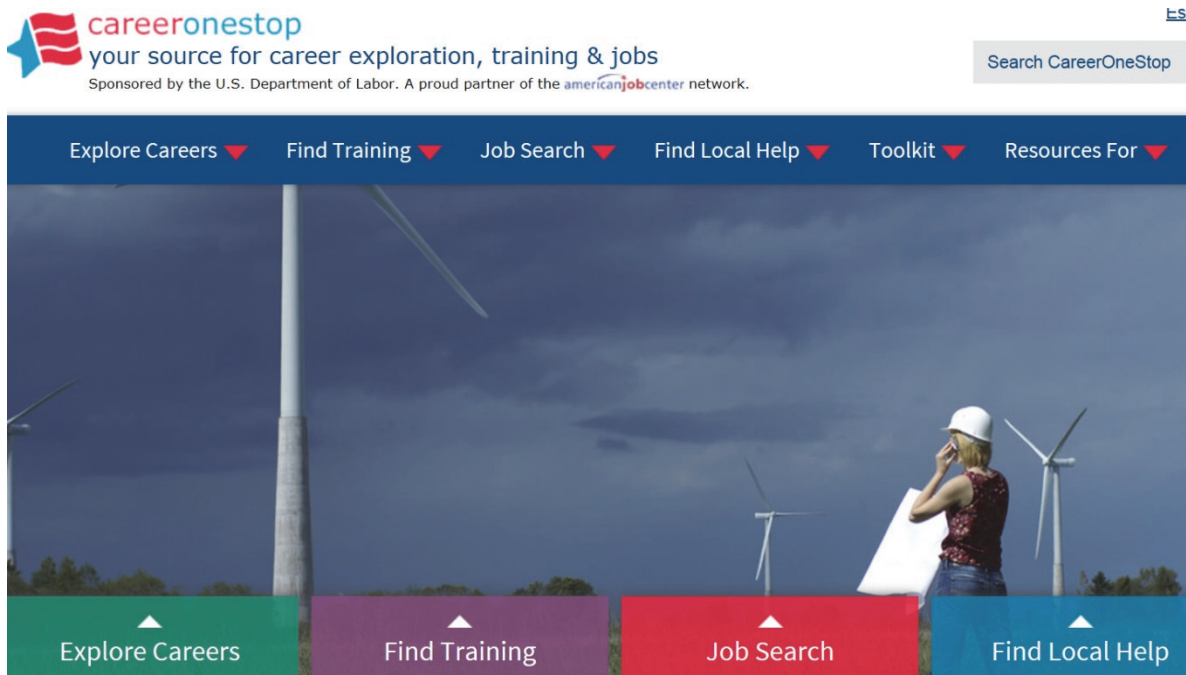 careeronestop
your source for career exploration, training & jobs
Sponsored by the U.S. Department of Labor. A proud partner of the americanjobcenter network.
Search CareerOneStop
Explore Careers Find Training Job Search Find Local Help Toolkit Resources For
Explore Careers Find Training Job Search Find Local Help